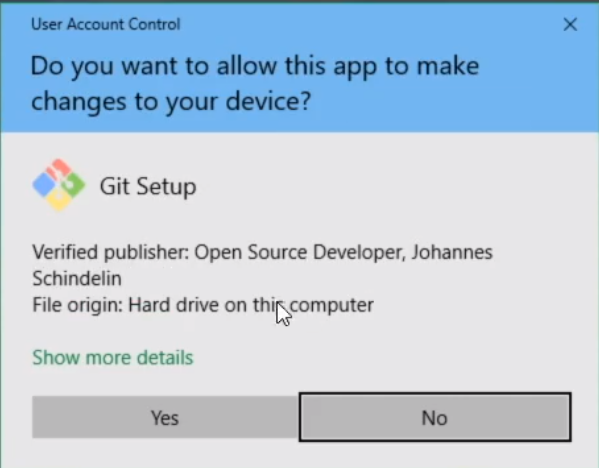 User Account Control
Do you want to allow this app to make
changes to your device?
Git Setup
Verified publisher: Open Source Developer, Johannes
Schindelin
File origin: Hard drive on this computer
Show more details
Yes
No